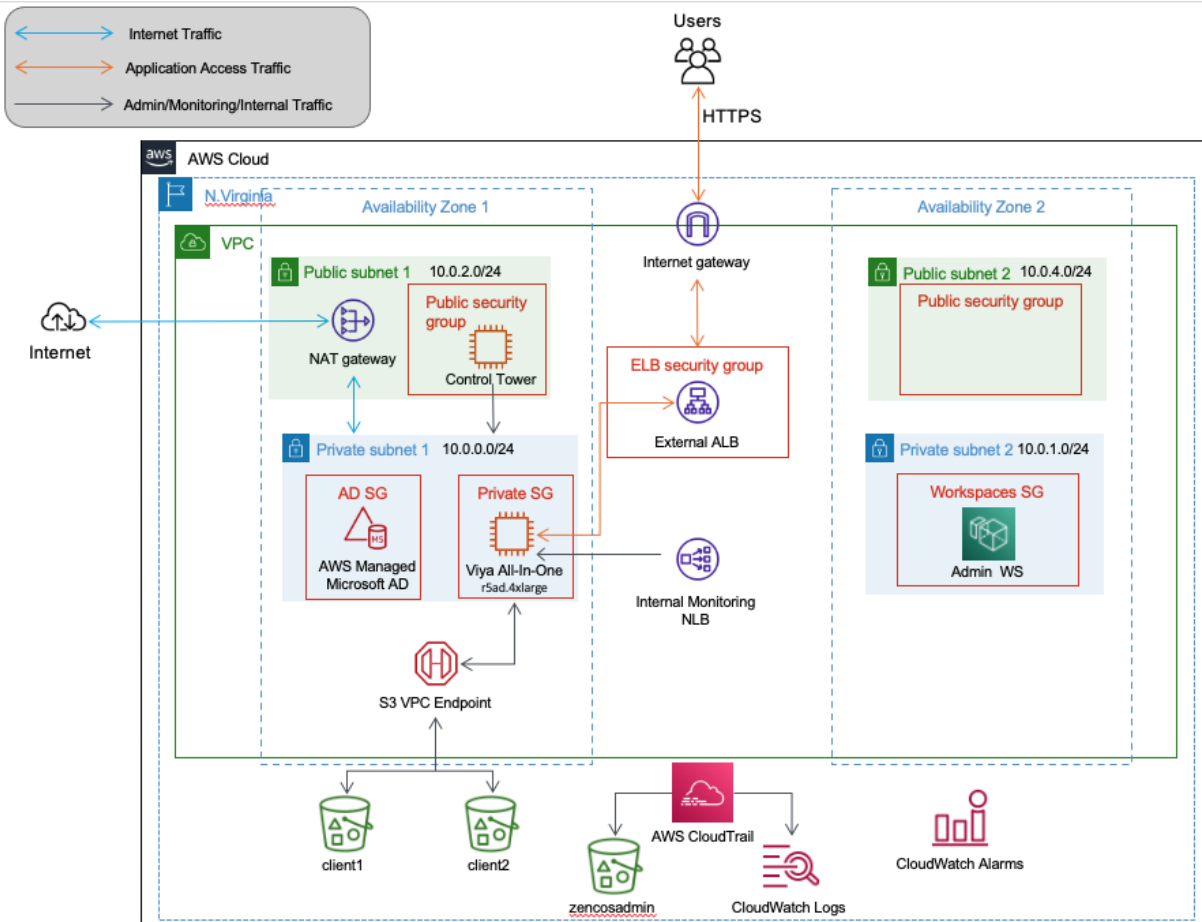 Internet Traffic
Application Access Traffic
Admin/Monitoring/Internal Traffic
Users
HTTPS
aws
AWS Cloud
N.Virginia
Availability Zone 1
Availability Zone 2
VPC
Internet gateway
Public subnet 1 10.0.2.0/24
Public security
group
NAT gateway
Control Tower
Internet
Public subnet 2 10.0.4.0/24
Public security group
ELB security group
External ALB
Private subnet 1 10.0.0.0/24
AD SG
MS
AWS Managed
Microsoft AD
Private SG
Viya All-In-One
r5ad.4xlarge
Private subnet 2 10.0.1.0/24
Workspaces SG
Admin WS
Internal Monitoring
NLB
S3 VPC Endpoint
client1
client2
AWS CloudTrail
zencosadmin
CloudWatch Logs
CloudWatch Alarms